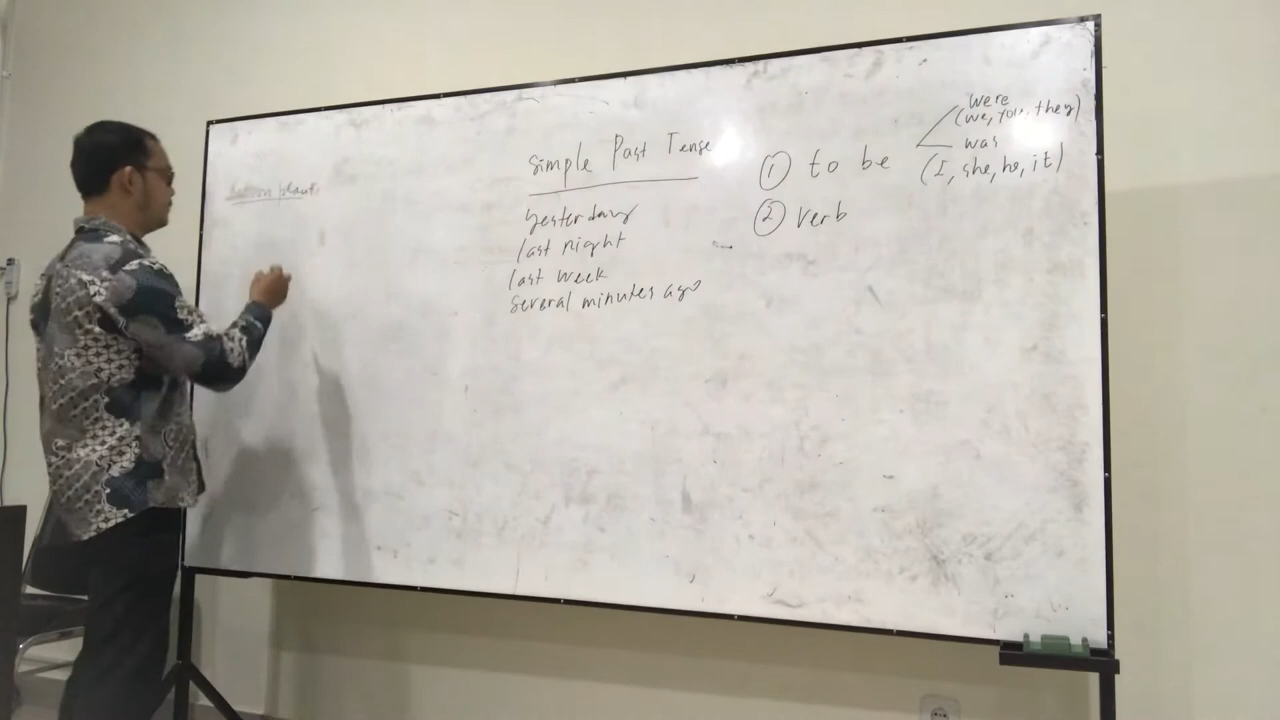 Simple Past Tense
yesterday
last night
last week
several minutes ago
① to be
were
(we, you, they)
was
(I, she, he, it)
② verb